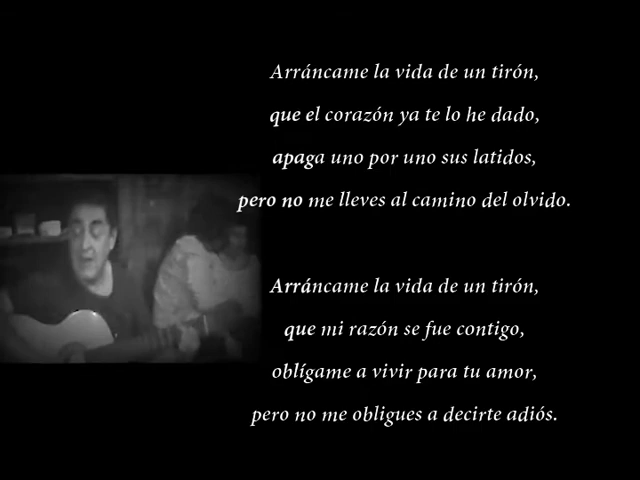 Arráncame la vida de un tirón,
que el corazón ya te lo he dado,
apaga uno por uno sus latidos,
pero no me lleves al camino del olvido.
Arráncame la vida de un tirón,
que mi razón se fue contigo,
oblígame a vivir para tu amor,
pero no me obligues a decirte adiós.